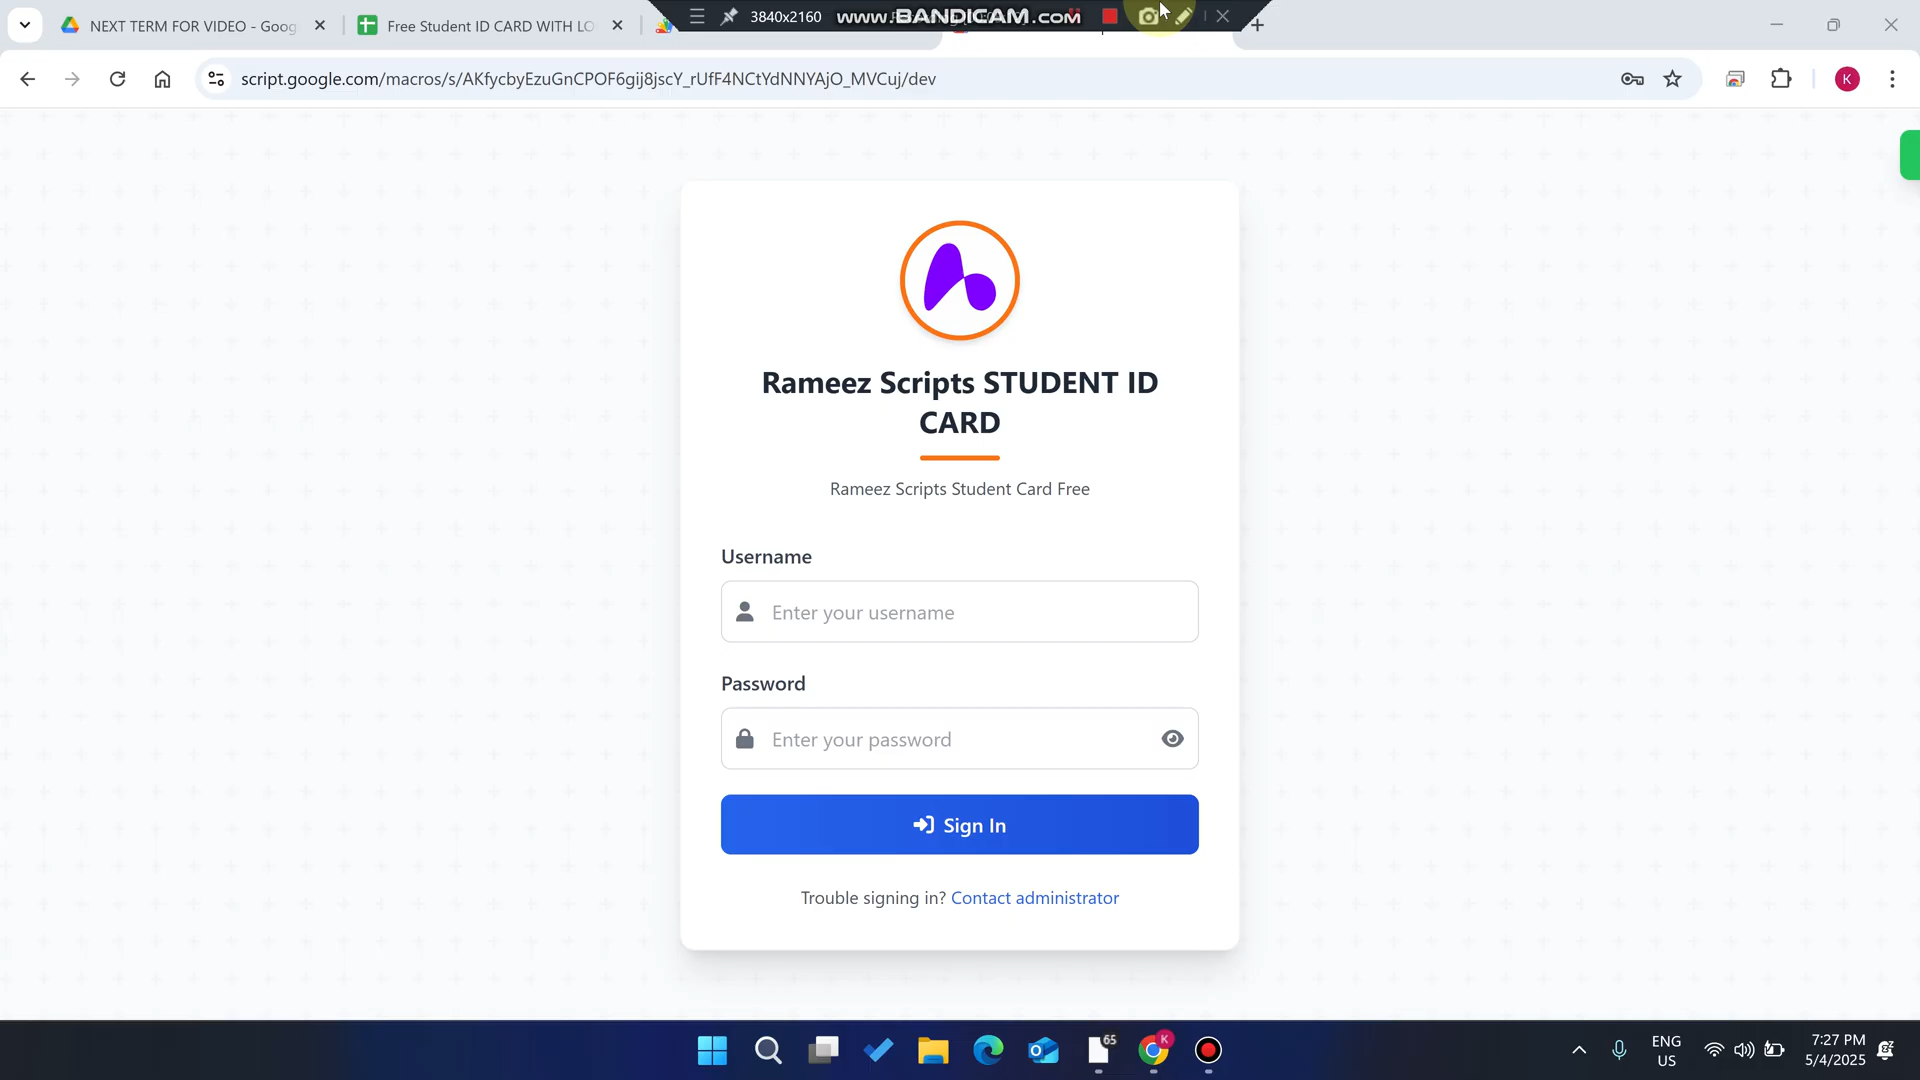 NEXT TERM FOR VIDEO - Goog
Free Student ID CARD WITH LO
3840x2160
www.BANDICAM.com
script.google.com/macros/s/AKfycbyEzuGnCPOF6gij8jscY_rUfF4NCtYdNNYAjO_MVCuj/dev
K
Rameez Scripts STUDENT ID
CARD
Rameez Scripts Student Card Free
Username
Enter your username
Password
Enter your password
Sign In
Trouble signing in? Contact administrator
65
K
ENG
US
7:27 PM
5/4/2025